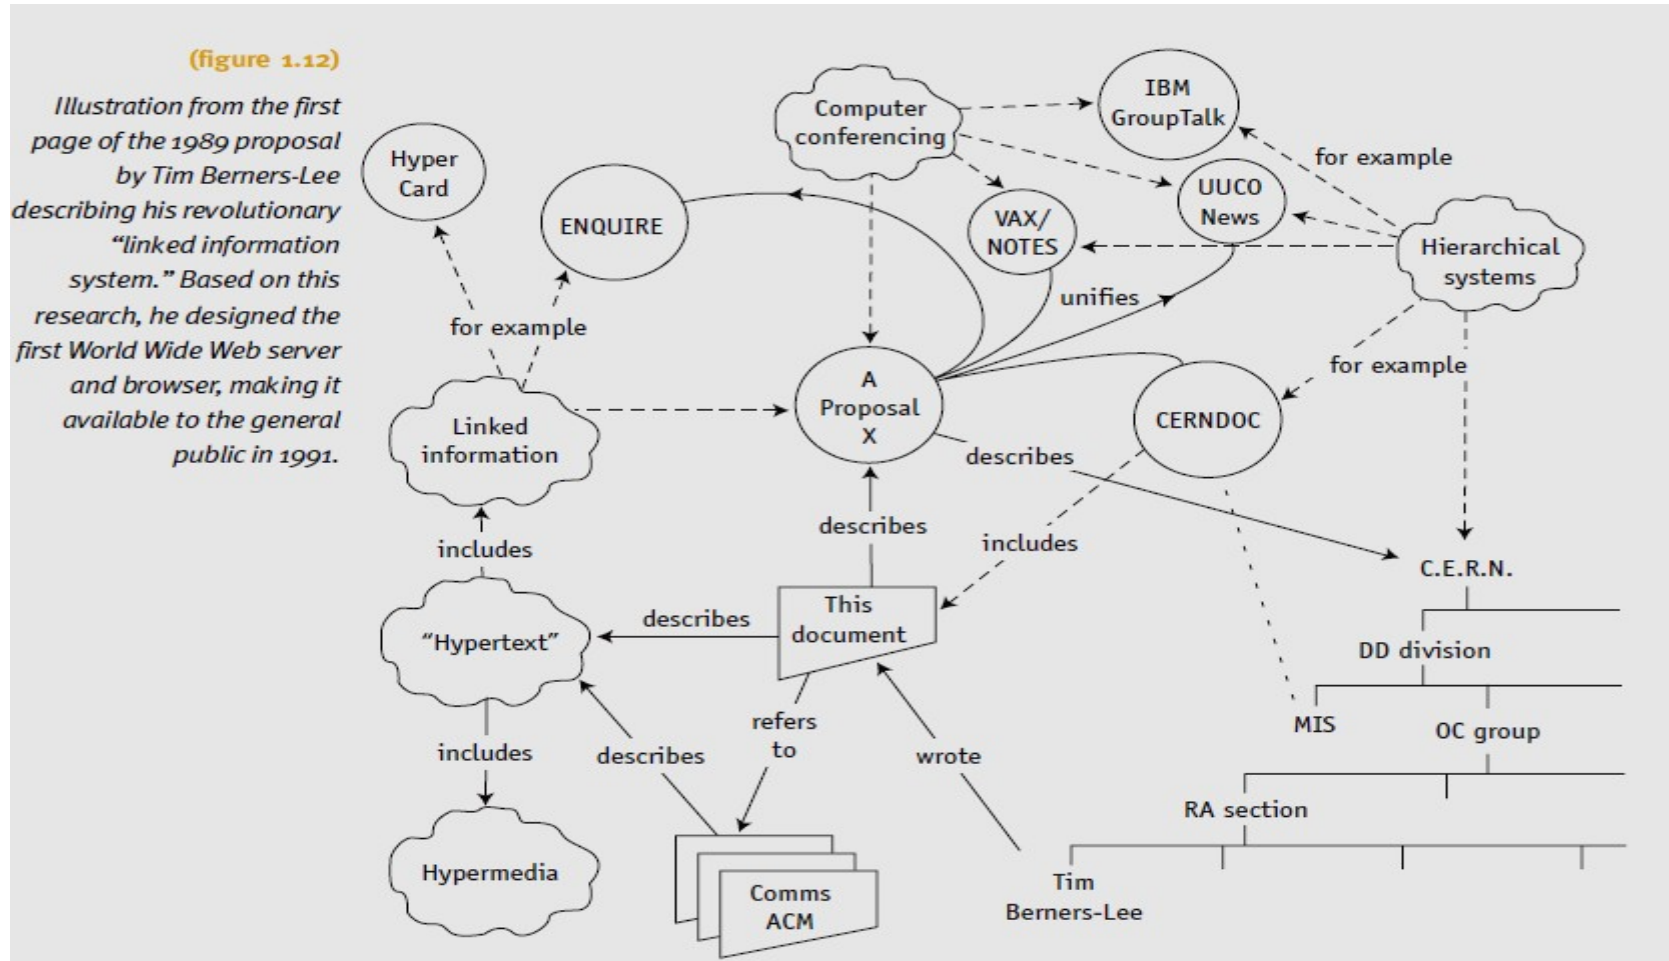 (figure 1.12)
Illustration from the first
page of the 1989 proposal
by Tim Berners-Lee
describing his revolutionary
“linked information
system.” Based on this
research, he designed the
first World Wide Web server
and browser, making it
available to the general
public in 1991.
Hyper
Card
ENQUIRE
for example
Linked
information
includes
“Hypertext”
includes
Hypermedia
Computer
conferencing
IBM
GroupTalk
UUCO
News
VAX/
NOTES
for example
Hierarchical
systems
unifies
for example
A
Proposal
X
CERNDOC
describes
describes
includes
This
document
describes
refers
to
describes
wrote
Comms
ACM
C.E.R.N.
DD division
MIS
OC group
RA section
Tim
Berners-Lee